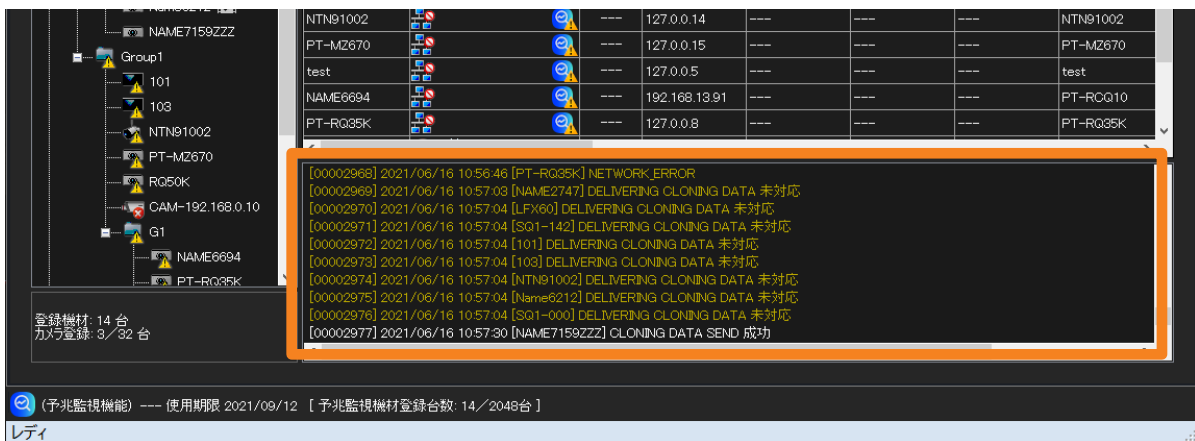 NAME7159ZZZ
Group1
101
103
NTN91002
PT-MZ670
RQ50K
CAM-192.168.0.10
G1
NAME6694
PT-RQ35K
登録機材: 14 台
カメラ登録: 3/32 台
NTN91002 --- 127.0.0.14 --- --- --- NTN91002
PT-MZ670 --- 127.0.0.15 --- --- --- PT-MZ670
test --- 127.0.0.5 --- --- --- test
NAME6694 --- 192.168.13.91 --- --- --- PT-RCQ10
PT-RQ35K --- 127.0.0.8 --- --- --- PT-RQ35K
[00002968] 2021/06/16 10:56:46 [PT-RQ35K] NETWORK_ERROR
[00002969] 2021/06/16 10:57:03 [NAME2747] DELIVERING CLONING DATA 未対応
[00002970] 2021/06/16 10:57:04 [LFX60] DELIVERING CLONING DATA 未対応
[00002971] 2021/06/16 10:57:04 [SQ1-142] DELIVERING CLONING DATA 未対応
[00002972] 2021/06/16 10:57:04 [101] DELIVERING CLONING DATA 未対応
[00002973] 2021/06/16 10:57:04 [103] DELIVERING CLONING DATA 未対応
[00002974] 2021/06/16 10:57:04 [NTN91002] DELIVERING CLONING DATA 未対応
[00002975] 2021/06/16 10:57:04 [Name6212] DELIVERING CLONING DATA 未対応
[00002976] 2021/06/16 10:57:04 [SQ1-000] DELIVERING CLONING DATA 未対応
[00002977] 2021/06/16 10:57:30 [NAME7159ZZZ] CLONING DATA SEND 成功
(予兆監視機能) --- 使用期限 2021/09/12 [ 予兆監視機材登録台数: 14/2048台 ]
レディ